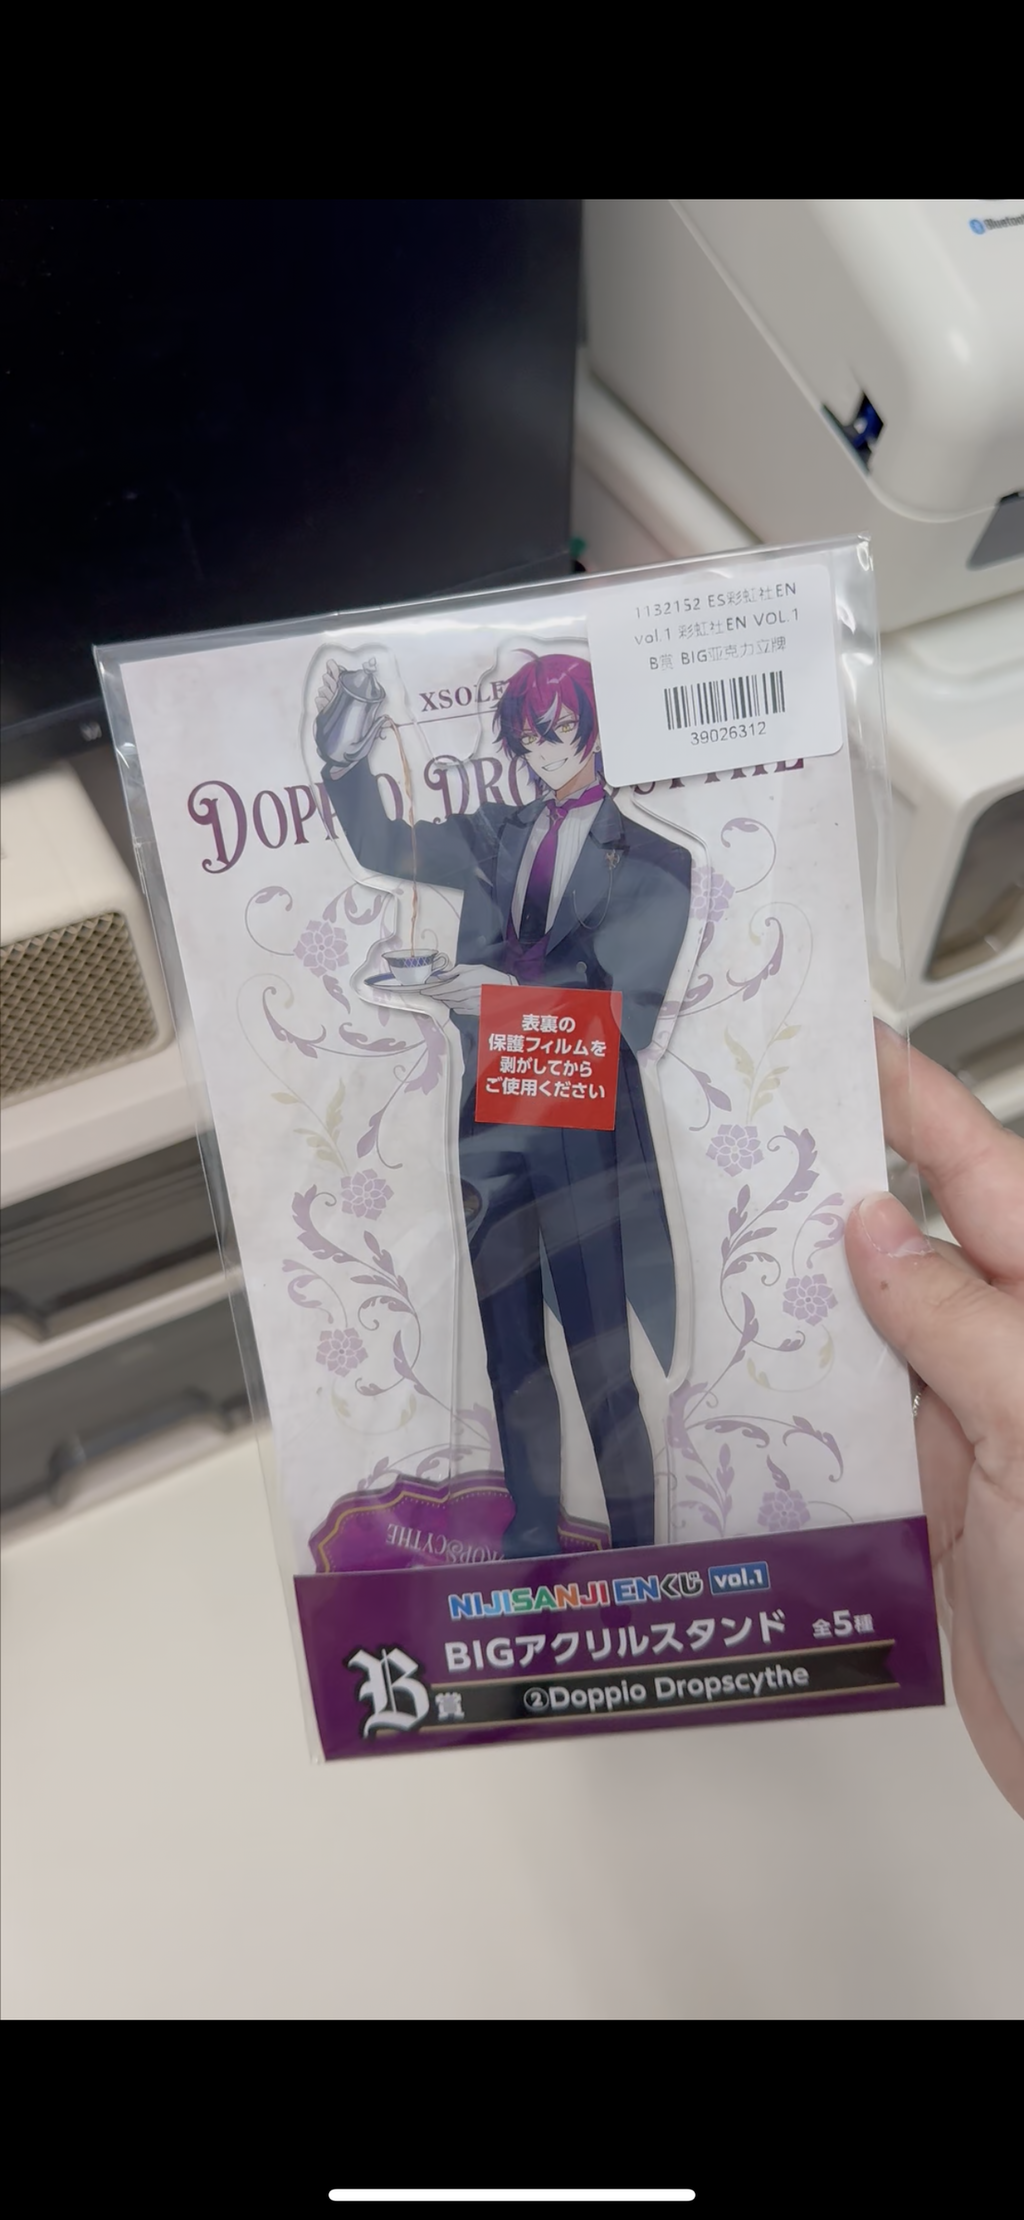 Bluetoot
1132152 ES彩虹社EN
vol.1 彩虹社EN VOL.1
B赏 BIG亚克力立牌
39026312
XSOLE
DOPPIO DROPSCYTHE
表裏の
保護フィルムを
剥がしてから
ご使用ください
DROPSCYTHE
NIJISANJI ENくじ vol.1
BIGアクリルスタンド 全5種
B賞 ②Doppio Dropscythe